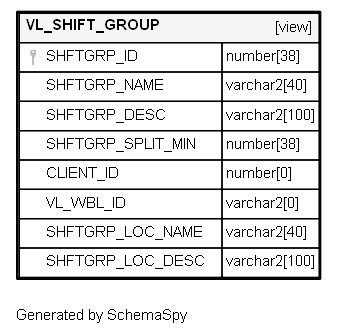 VL_SHIFT_GROUP [view]
SHFTGRP_ID number[38]
SHFTGRP_NAME varchar2[40]
SHFTGRP_DESC varchar2[100]
SHFTGRP_SPLIT_MIN number[38]
CLIENT_ID number[0]
VL_WBL_ID varchar2[0]
SHFTGRP_LOC_NAME varchar2[40]
SHFTGRP_LOC_DESC varchar2[100]
Generated by SchemaSpy